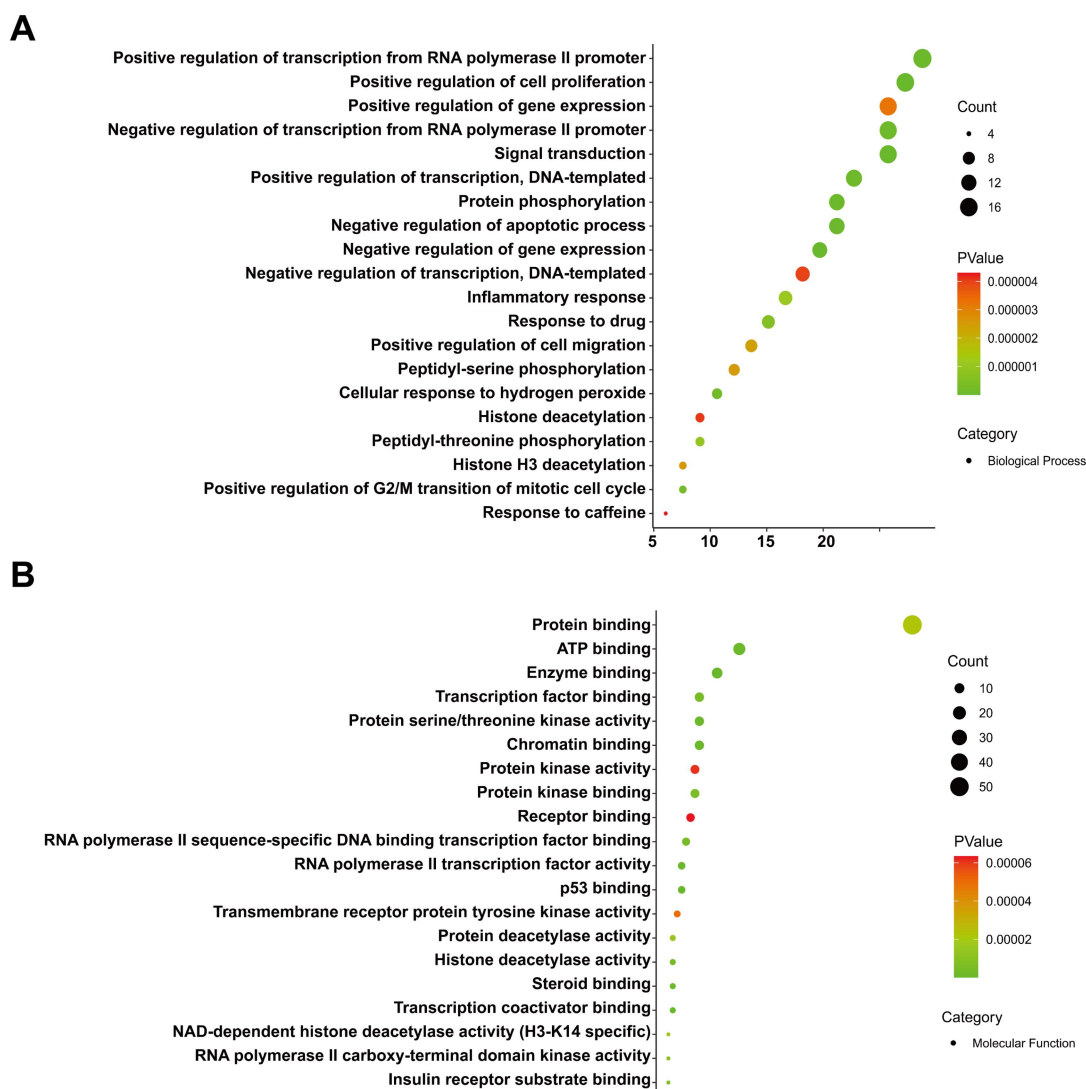 A
Positive regulation of transcription from RNA polymerase II promoter
Positive regulation of cell proliferation
Positive regulation of gene expression
Negative regulation of transcription from RNA polymerase II promoter
Signal transduction
Positive regulation of transcription, DNA-templated
Protein phosphorylation
Negative regulation of apoptotic process
Negative regulation of gene expression
Negative regulation of transcription, DNA-templated
Inflammatory response
Response to drug
Positive regulation of cell migration
Peptidyl-serine phosphorylation
Cellular response to hydrogen peroxide
Histone deacetylation
Peptidyl-threonine phosphorylation
Histone H3 deacetylation
Positive regulation of G2/M transition of mitotic cell cycle
Response to caffeine
5 10 15 20
Count
4
8
12
16
PValue
0.000004
0.000003
0.000002
0.000001
Category
Biological Process
B
Protein binding
ATP binding
Enzyme binding
Transcription factor binding
Protein serine/threonine kinase activity
Chromatin binding
Protein kinase activity
Protein kinase binding
Receptor binding
RNA polymerase II sequence-specific DNA binding transcription factor binding
RNA polymerase II transcription factor activity
p53 binding
Transmembrane receptor protein tyrosine kinase activity
Protein deacetylase activity
Histone deacetylase activity
Steroid binding
Transcription coactivator binding
NAD-dependent histone deacetylase activity (H3-K14 specific)
RNA polymerase II carboxy-terminal domain kinase activity
Insulin receptor substrate binding
Count
10
20
30
40
50
PValue
0.00006
0.00004
0.00002
Category
Molecular Function